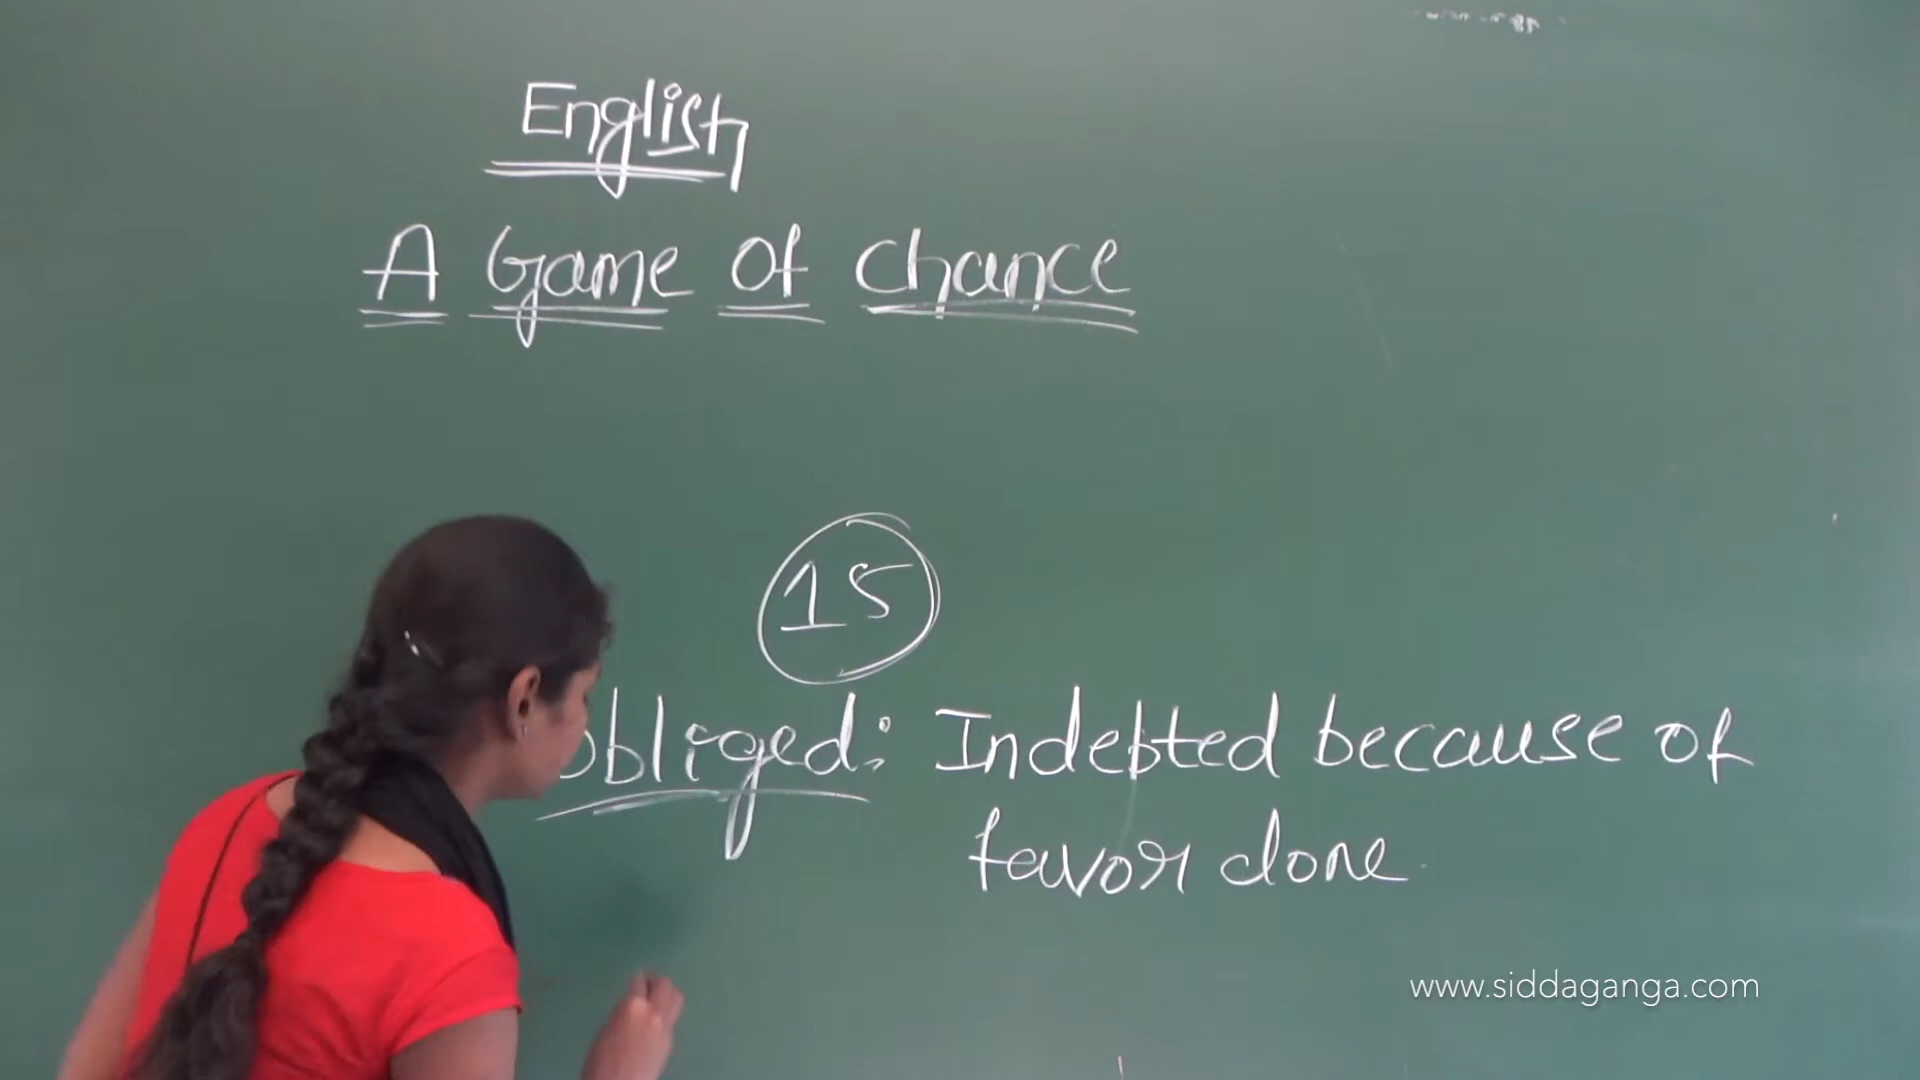 English
A Game of chance
15
Obliged: Indebted because of
favor done.
www.siddaganga.com